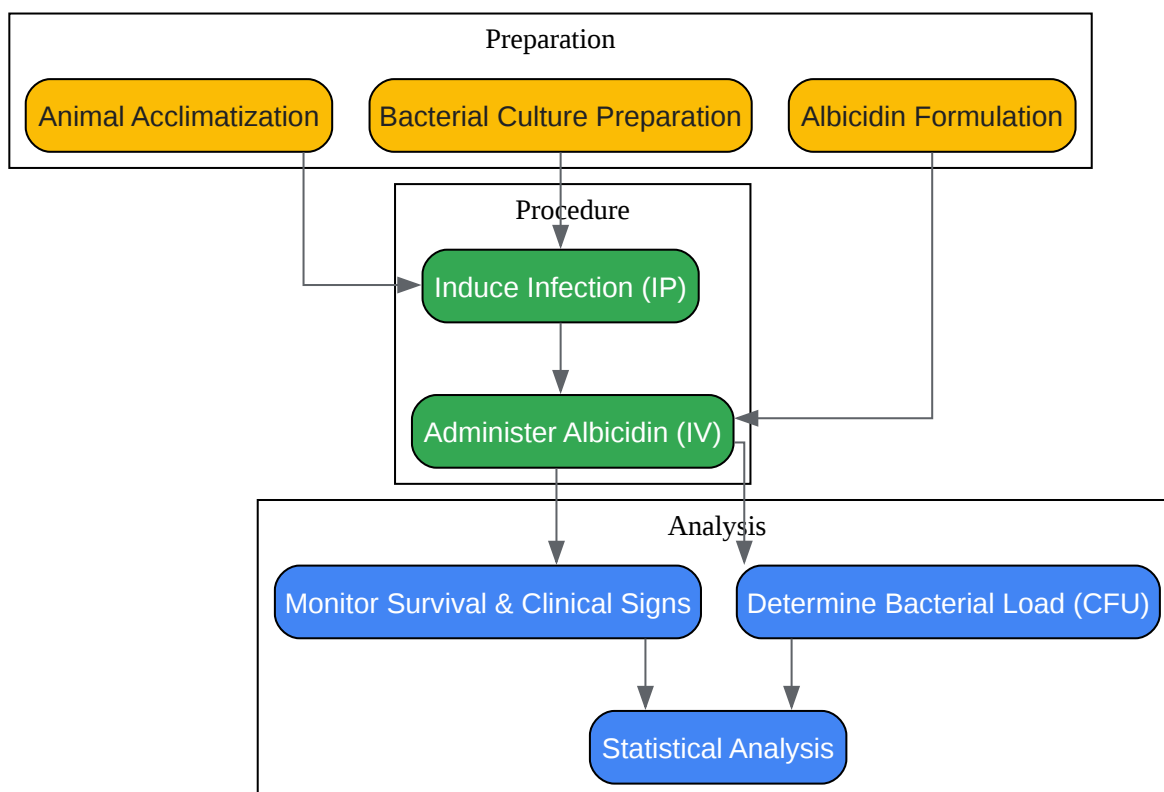 Preparation
Animal Acclimatization
Bacterial Culture Preparation
Albicidin Formulation
Procedure
Induce Infection (IP)
Administer Albicidin (IV)
Analysis
Monitor Survival & Clinical Signs
Determine Bacterial Load (CFU)
Statistical Analysis